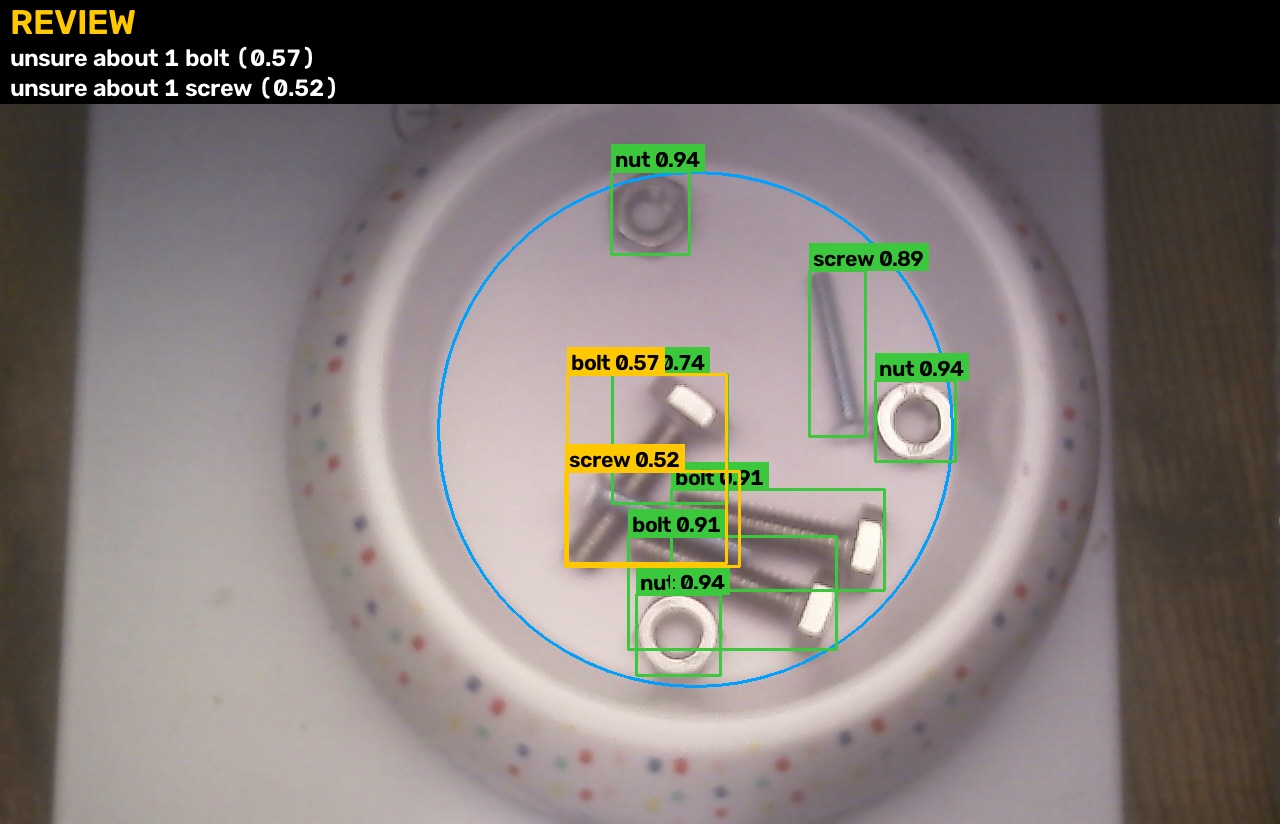 REVIEW
unsure about 1 bolt (0.57)
unsure about 1 screw (0.52)
nut 0.94
screw 0.89
bolt 0.57 0.74
nut 0.94
screw 0.52
bolt 0.91
bolt 0.91
nut 0.94